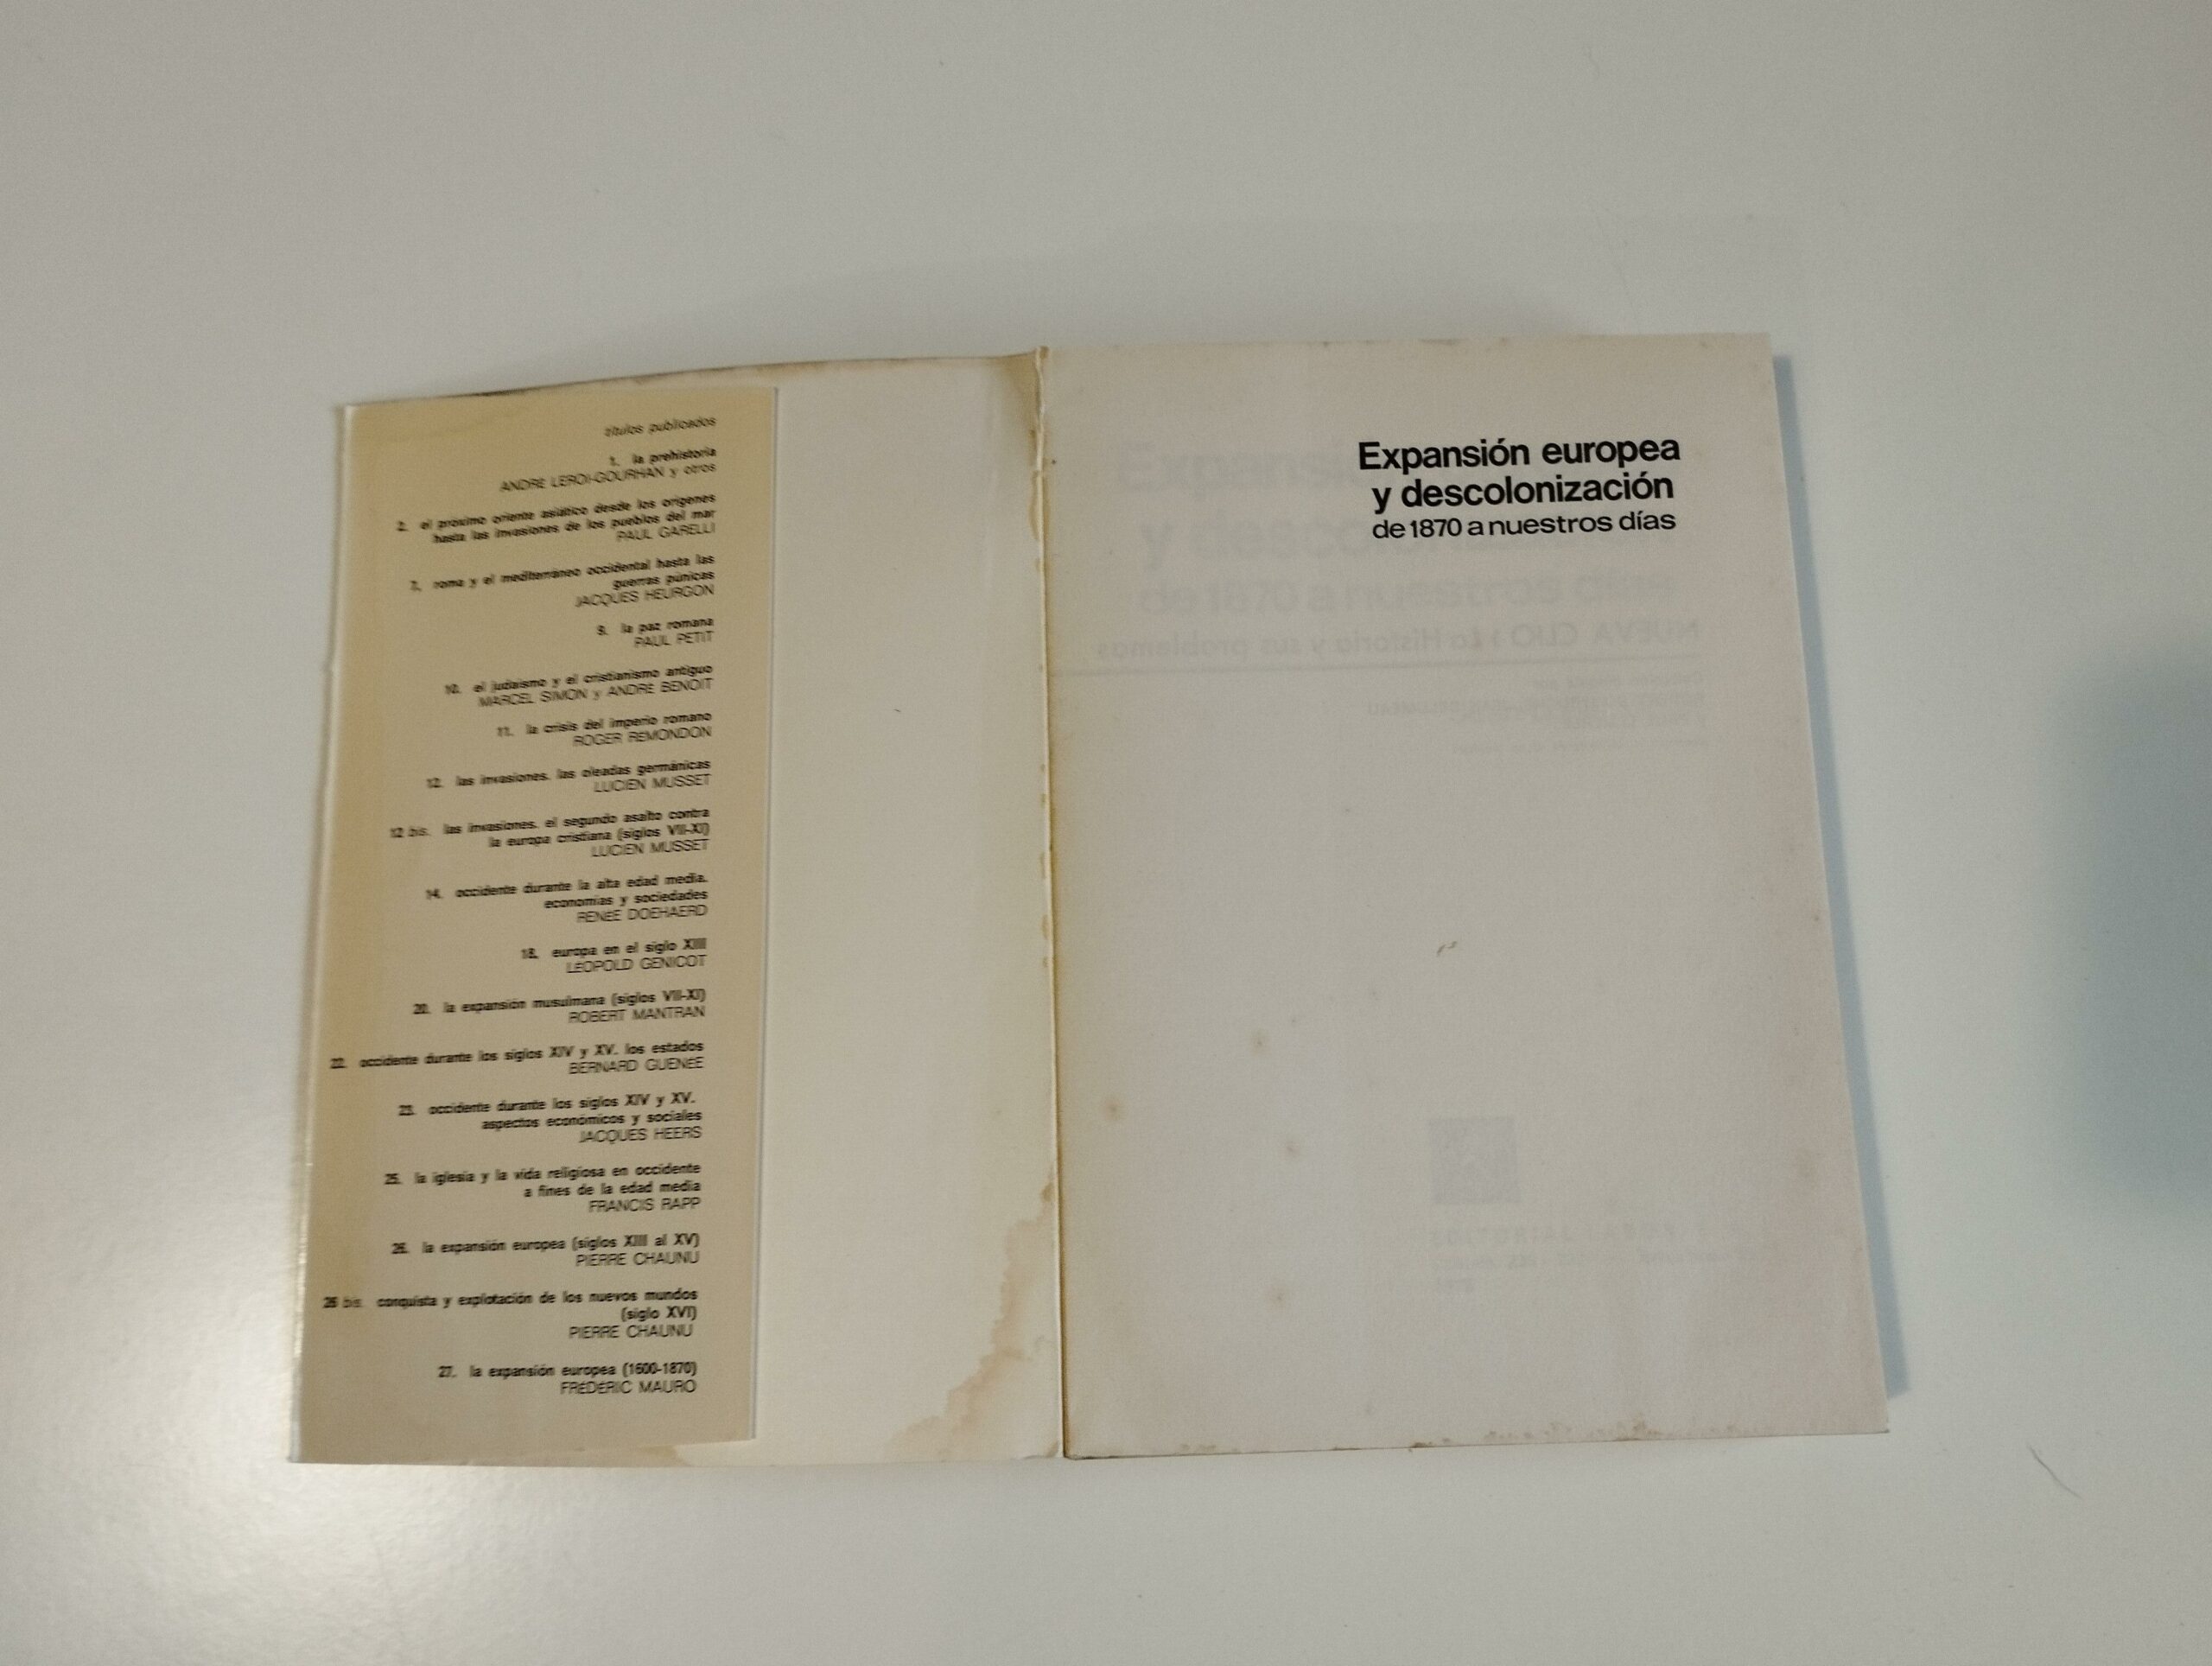 títulos publicados
1. la prehistoria
ANDRE LEROI-GOURHAN y otros
2. el próximo oriente asiático desde los orígenes
hasta las invasiones de los pueblos del mar
PAUL GARELLI
7. roma y el mediterráneo occidental hasta las
guerras púnicas
JACQUES HEURGON
9. la paz romana
PAUL PETIT
10. el judaísmo y el cristianismo antiguo
MARCEL SIMON y ANDRE BENOIT
11. la crisis del imperio romano
ROGER REMONDON
12. las invasiones. las oleadas germánicas
LUCIEN MUSSET
12 bis. las invasiones. el segundo asalto contra
la europa cristiana (siglos VII-XI)
LUCIEN MUSSET
14. occidente durante la alta edad media.
economías y sociedades
RENEE DOEHAERD
18. europa en el siglo XIII
LÉOPOLD GENICOT
20. la expansión musulmana (siglos VII-XI)
ROBERT MANTRAN
22. occidente durante los siglos XIV y XV. los estados
BERNARD GUENEE
23. occidente durante los siglos XIV y XV.
aspectos económicos y sociales
JACQUES HEERS
25. la iglesia y la vida religiosa en occidente
a fines de la edad media
FRANCIS RAPP
26. la expansión europea (siglos XIII al XV)
PIERRE CHAUNU
26 bis. conquista y explotación de los nuevos mundos
(siglo XVI)
PIERRE CHAUNU
27. la expansión europea (1600-1870)
FRÉDÉRIC MAURO
Expansión europea
y descolonización
de 1870 a nuestros días
NUEVA CLIO La Historia y sus problemas